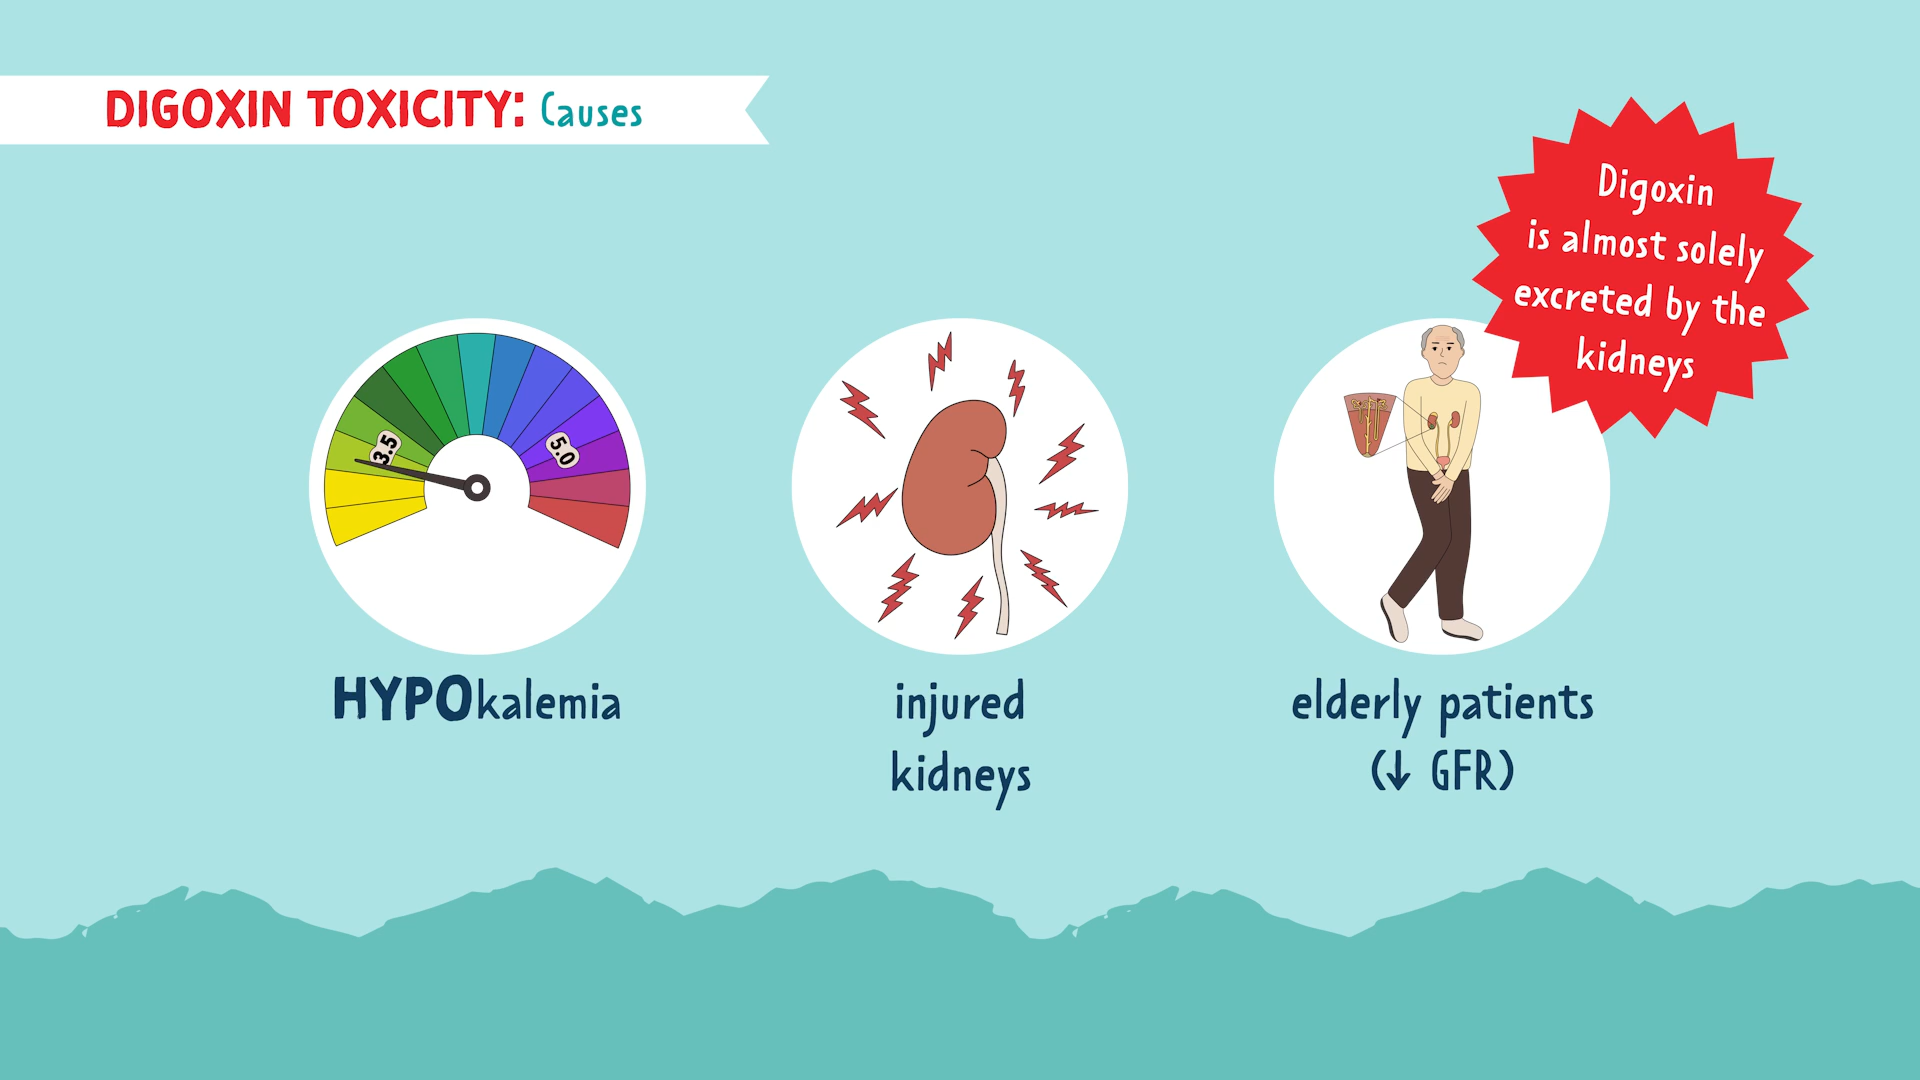 DIGOXIN TOXICITY: Causes
Digoxin
is almost solely
excreted by the
kidneys
3.5
5.0
HYPOkalemia
injured
kidneys
elderly patients
(↓ GFR)